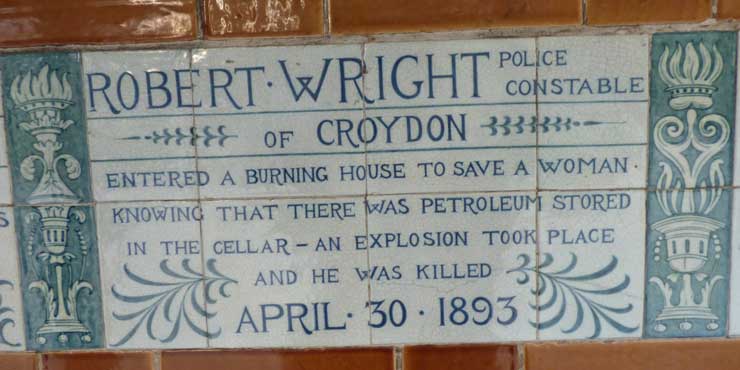 ROBERT · WRIGHT POLICE CONSTABLE
OF CROYDON
ENTERED A BURNING HOUSE TO SAVE A WOMAN ·
KNOWING THAT THERE WAS PETROLEUM STORED
IN THE CELLAR – AN EXPLOSION TOOK PLACE
AND HE WAS KILLED
APRIL · 30 · 1893